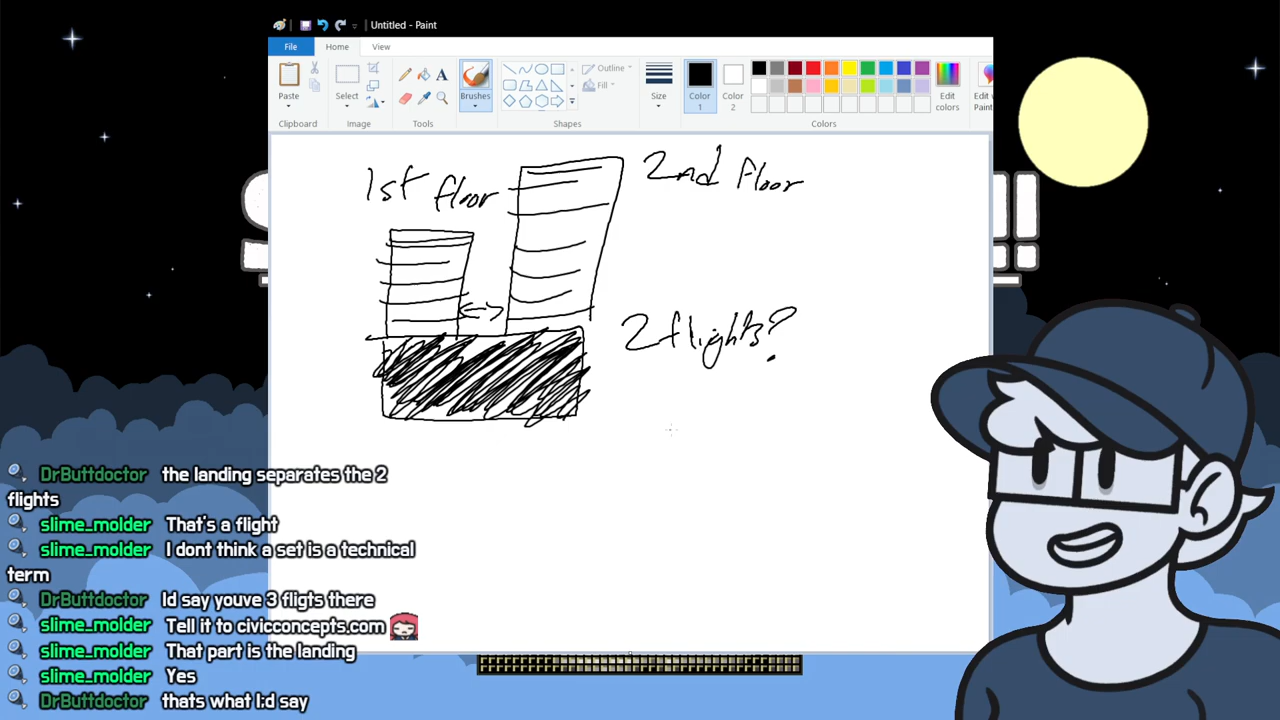 Untitled - Paint
File Home View
Paste
Select
Brushes
Outline
Fill
Size
Color 1
Color 2
Edit colors
Edit w
Pain
Clipboard
Image
Tools
Shapes
Colors
1st floor
2nd floor
2 flights?
DrButtdoctor the landing separates the 2
flights
slime_molder That's a flight
slime_molder I dont think a set is a technical
term
DrButtdoctor Id say youve 3 fligts there
slime_molder Tell it to civicconcepts.com
slime_molder That part is the landing
slime_molder Yes
DrButtdoctor thats what I;d say